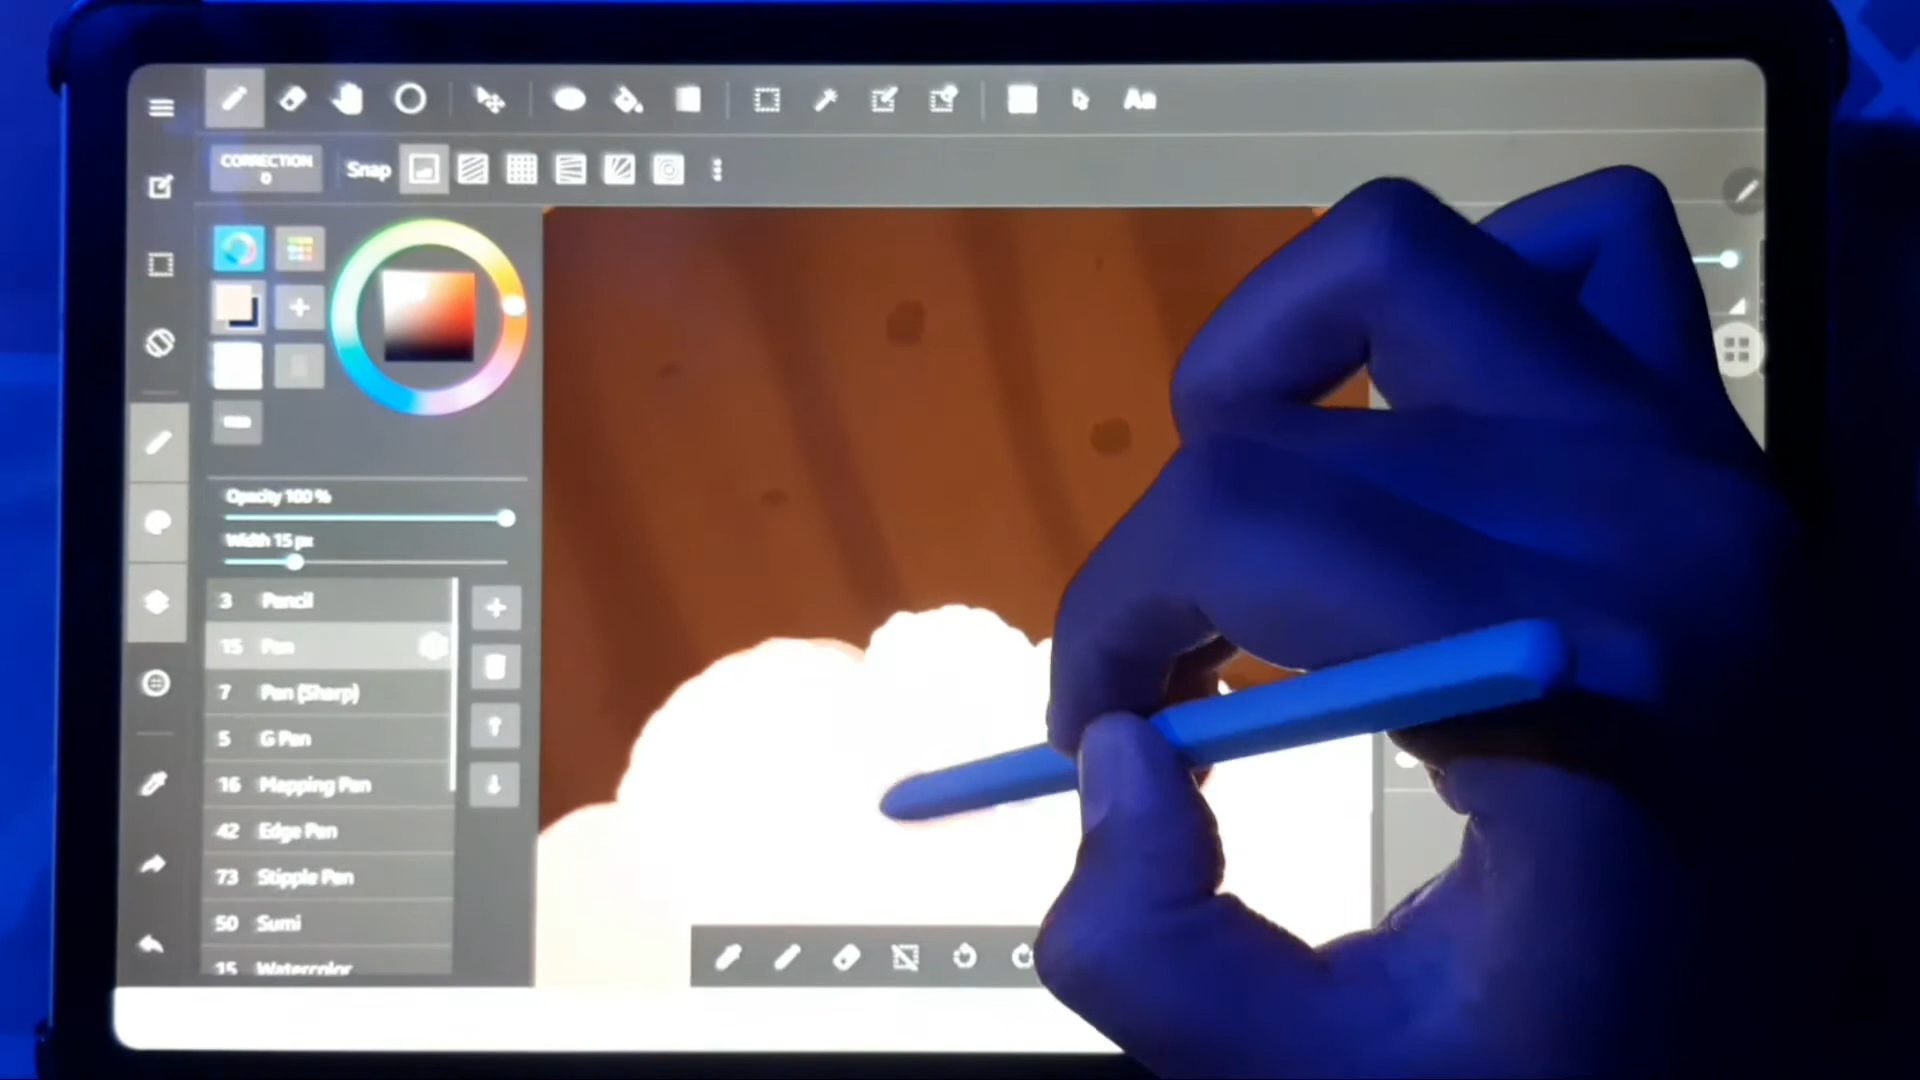 Aa
CORRECTION
0
Snap
Opacity 100 %
Width 15 px
3 Pencil
15 Pen
7 Pen (Sharp)
5 G Pen
16 Mapping Pen
42 Edge Pen
73 Stipple Pen
50 Sumi
15 Watercolor